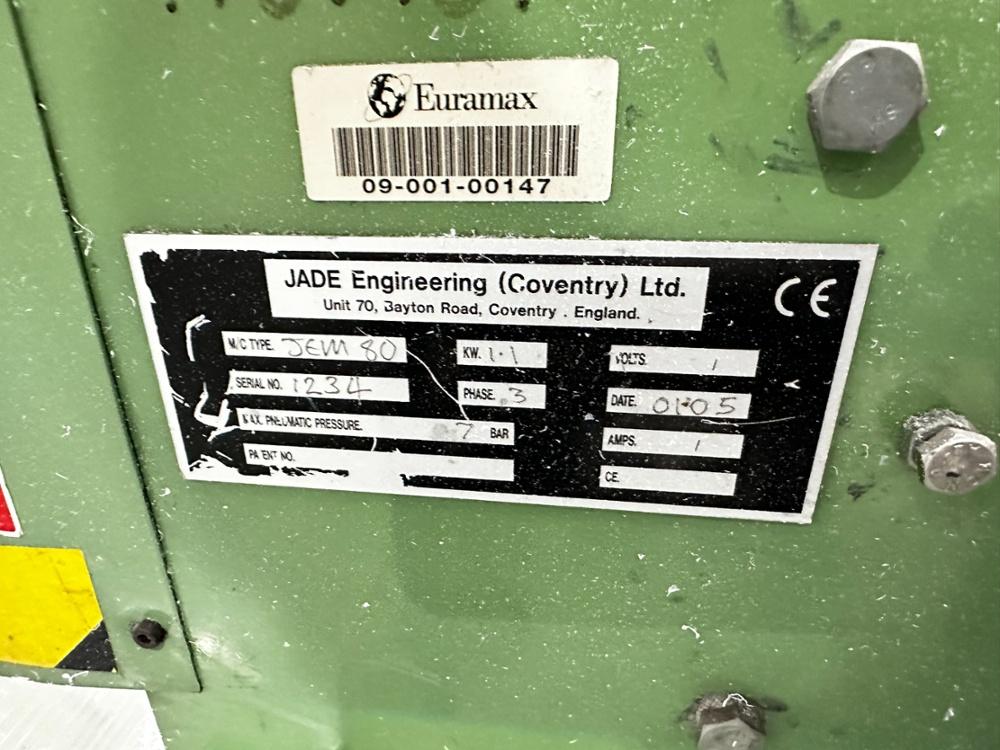 Euramax
09-001-00147
JADE Engineering (Coventry) Ltd.
Unit 70, Bayton Road, Coventry . England.
CE
M/C TYPE. JEM 80
KW. 1.1
VOLTS. /
SERIAL NO. 1234
PHASE. 3
DATE. 01 05
MAX. PNEUMATIC PRESSURE. 7 BAR
AMPS. /
PATENT NO.
CE.